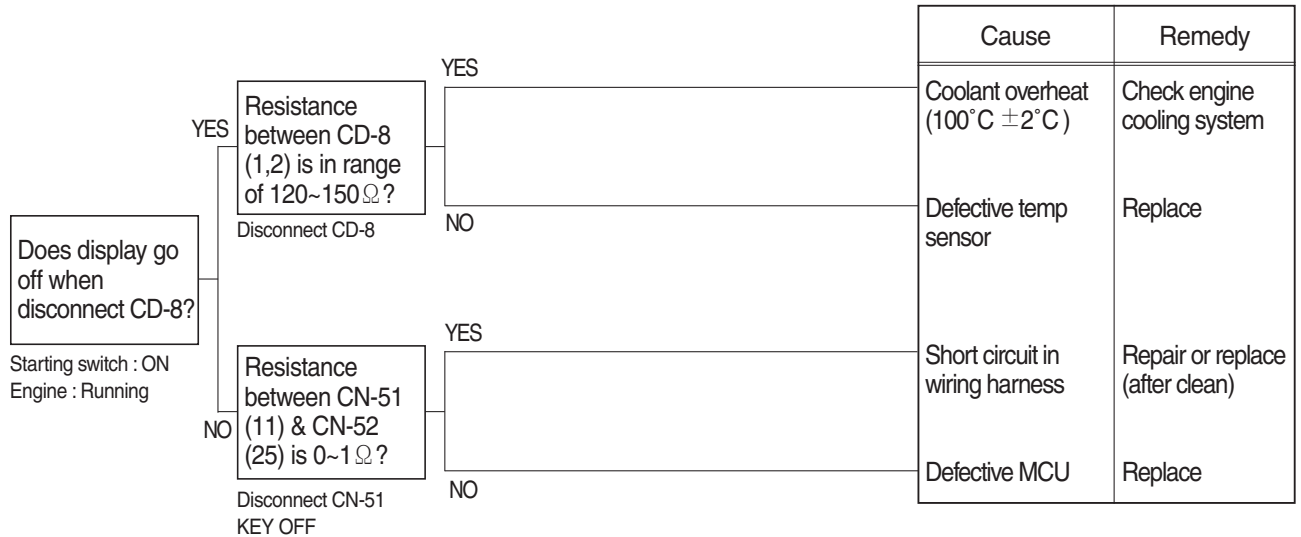 Does display go
off when
disconnect CD-8?
Starting switch : ON
Engine : Running
YES
Resistance
between CD-8
(1,2) is in range
of 120~150Ω?
Disconnect CD-8
YES
NO
NO
Resistance
between CN-51
(11) & CN-52
(25) is 0~1Ω?
Disconnect CN-51
KEY OFF
YES
NO
Cause Remedy
Coolant overheat Check engine
(100˚C ±2˚C ) cooling system
Defective temp Replace
sensor
Short circuit in Repair or replace
wiring harness (after clean)
Defective MCU Replace